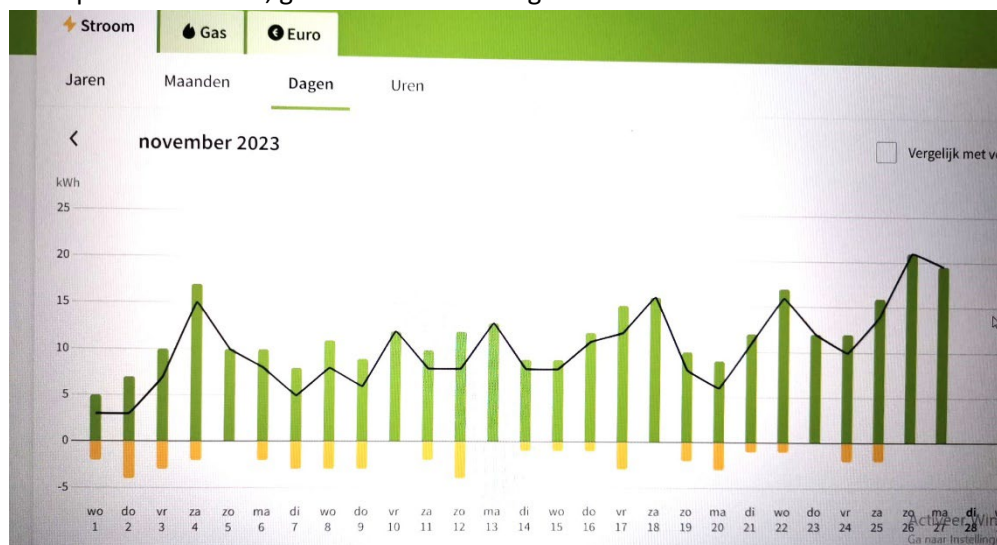 Stroom Gas Euro
Jaren Maanden Dagen Uren
november 2023
Vergelijk met
kWh
25
20
15
10
5
0
-5
wo do vr za zo ma di wo do vr za zo ma di wo do vr za zo ma di wo do vr za zo ma di
1 2 3 4 5 6 7 8 9 10 11 12 13 14 15 16 17 18 19 20 21 22 23 24 25 26 27 28
Activeer Win
Ga naar Instelling